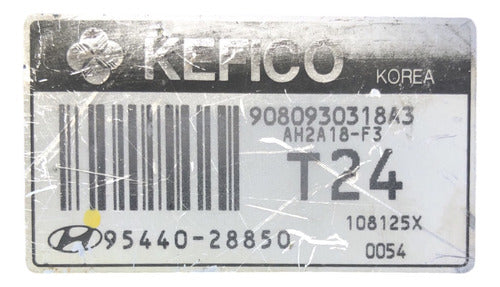 KEFICO
KOREA
9080930318A3
AH2A18-F3
T24
108125X
95440-28850
0054